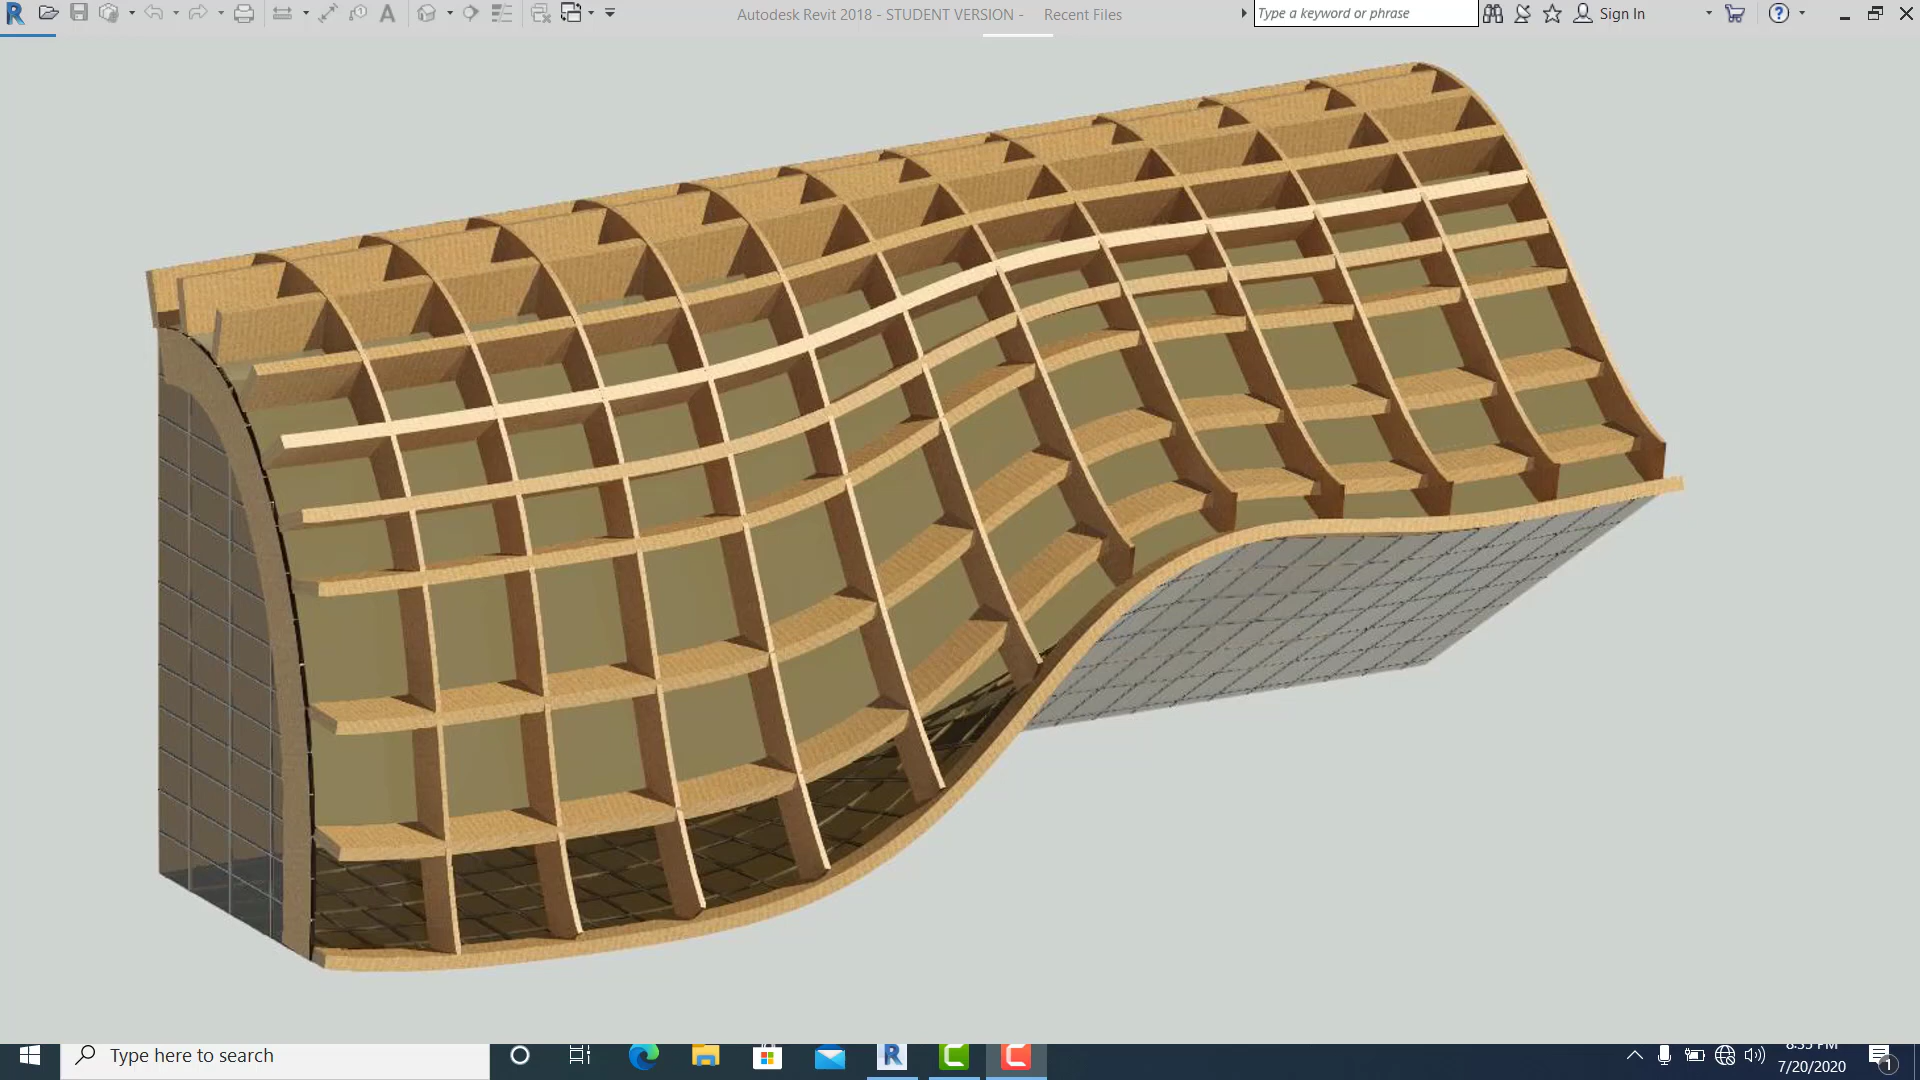 Autodesk Revit 2018 - STUDENT VERSION - Recent Files
Type a keyword or phrase
Sign In
Type here to search
8:55 PM
7/20/2020
1